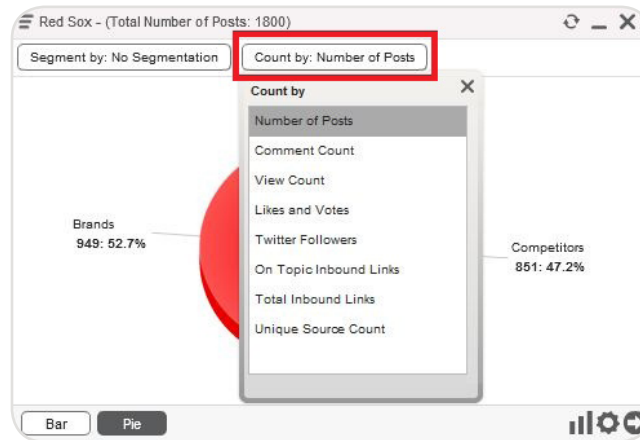 Red Sox - (Total Number of Posts: 1800)
Segment by: No Segmentation
Count by: Number of Posts
Count by
Number of Posts
Comment Count
View Count
Likes and Votes
Twitter Followers
On Topic Inbound Links
Total Inbound Links
Unique Source Count
Brands
949: 52.7%
Competitors
851: 47.2%
Bar
Pie